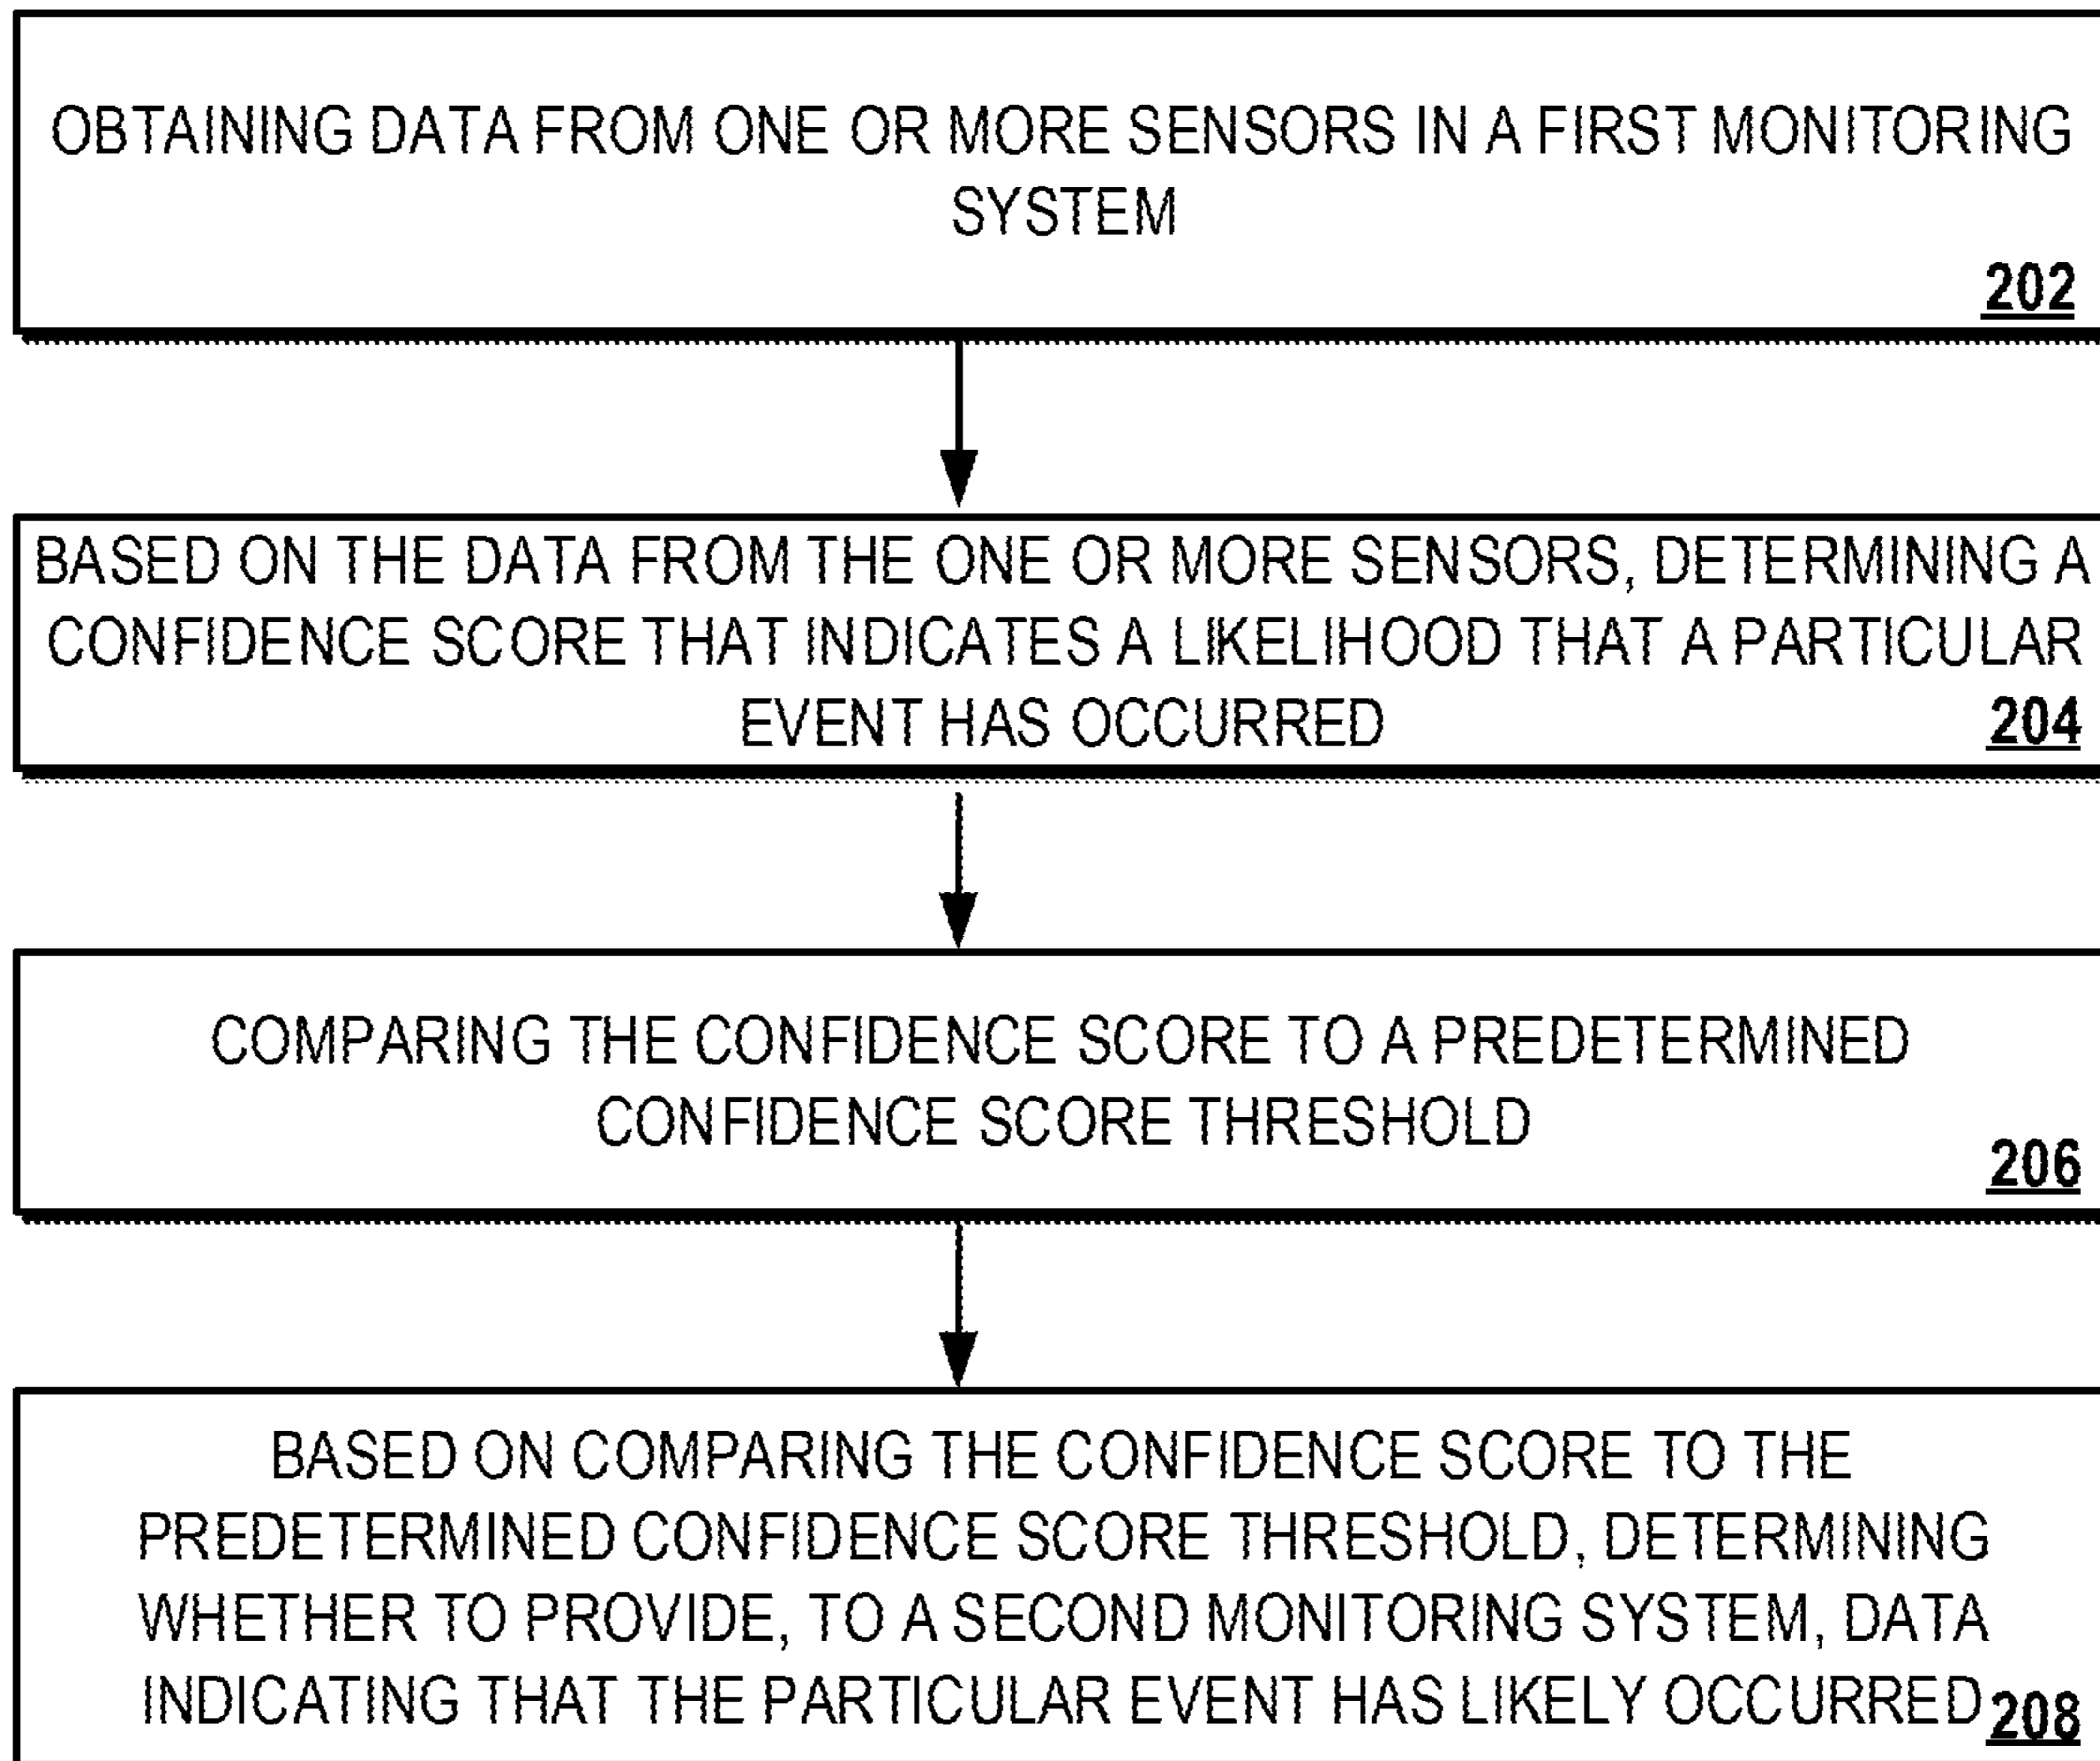 OBTAINING DATA FROM ONE OR MORE SENSORS IN A FIRST MONITORING
SYSTEM
202
BASED ON THE DATA FROM THE ONE OR MORE SENSORS, DETERMINING A
CONFIDENCE SCORE THAT INDICATES A LIKELIHOOD THAT A PARTICULAR
EVENT HAS OCCURRED
204
COMPARING THE CONFIDENCE SCORE TO A PREDETERMINED
CONFIDENCE SCORE THRESHOLD
206
BASED ON COMPARING THE CONFIDENCE SCORE TO THE
PREDETERMINED CONFIDENCE SCORE THRESHOLD, DETERMINING
WHETHER TO PROVIDE, TO A SECOND MONITORING SYSTEM, DATA
INDICATING THAT THE PARTICULAR EVENT HAS LIKELY OCCURRED
208